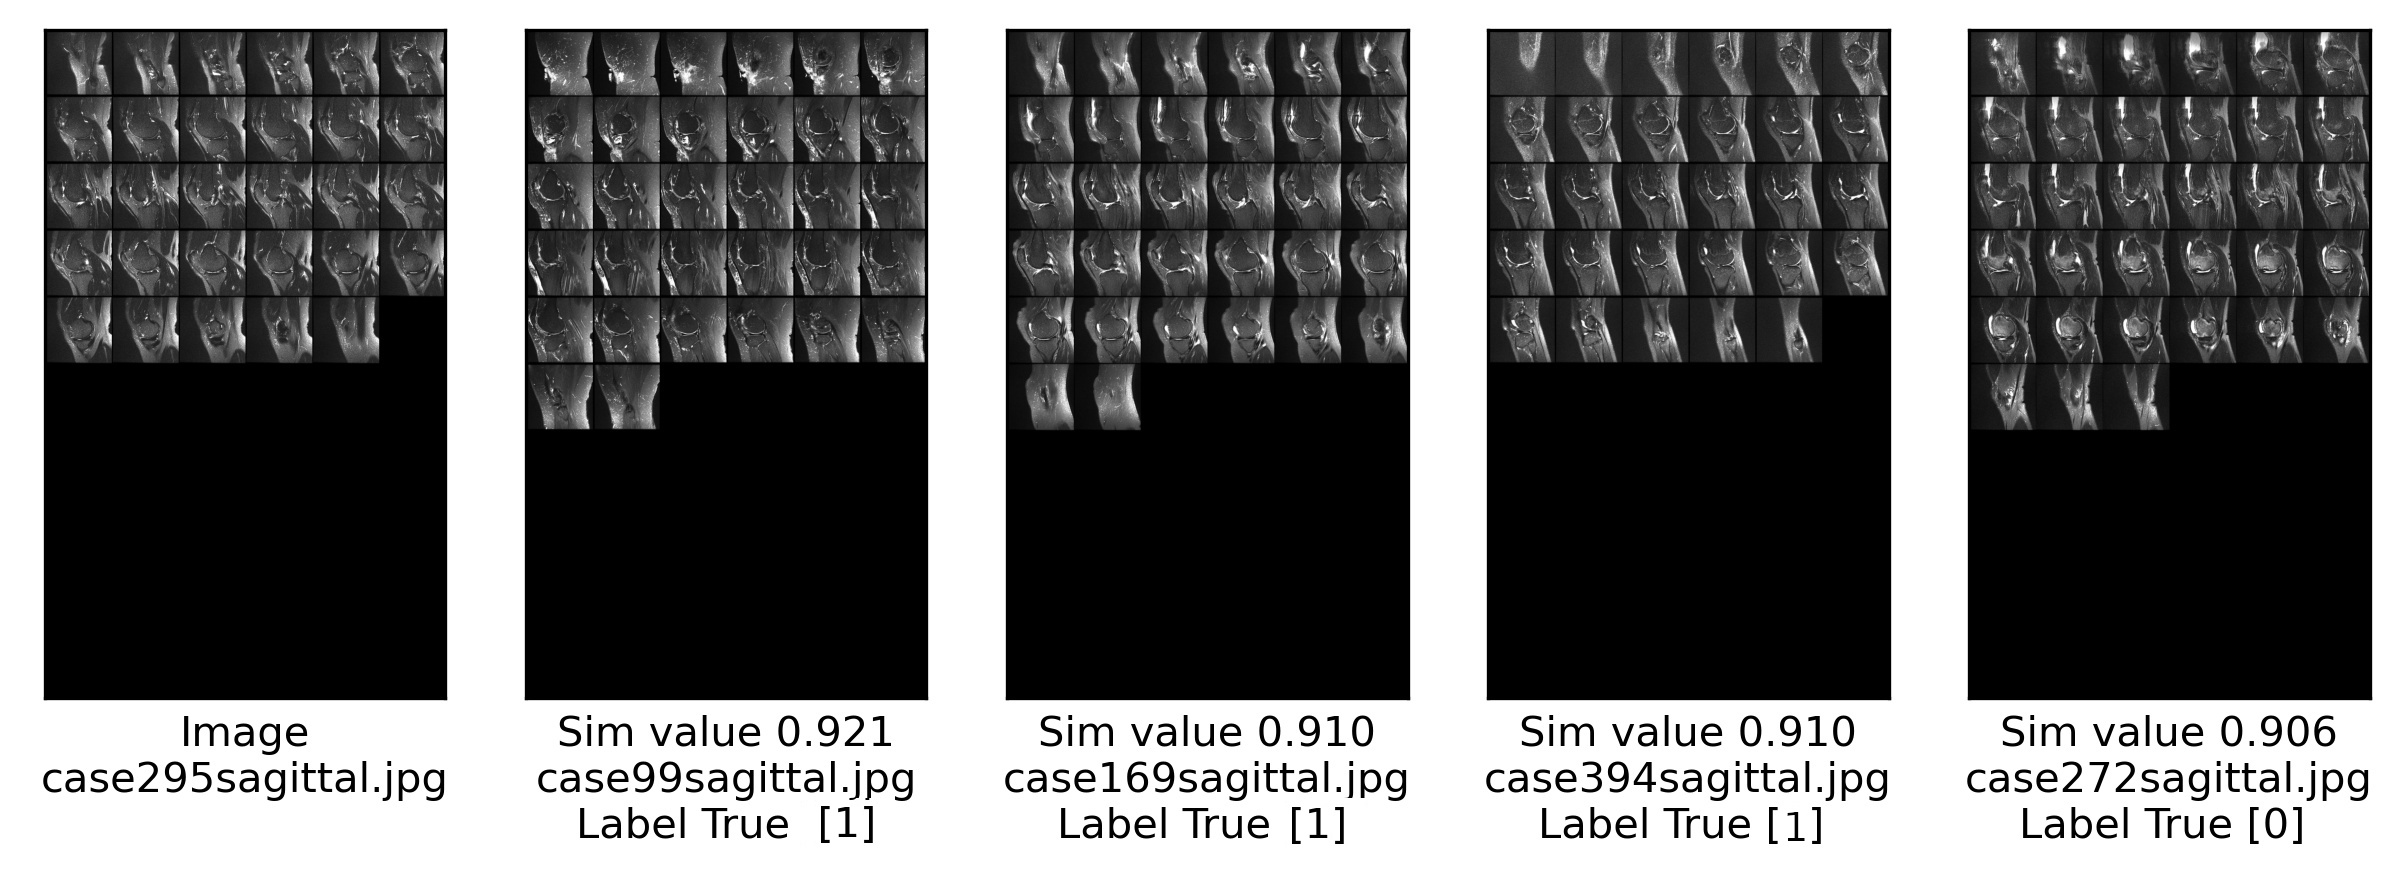 Image
case295sagittal.jpg
Sim value 0.921
case99sagittal.jpg
Label True  [1]
Sim value 0.910
case169sagittal.jpg
Label True [1]
Sim value 0.910
case394sagittal.jpg
Label True [1]
Sim value 0.906
case272sagittal.jpg
Label True [0]